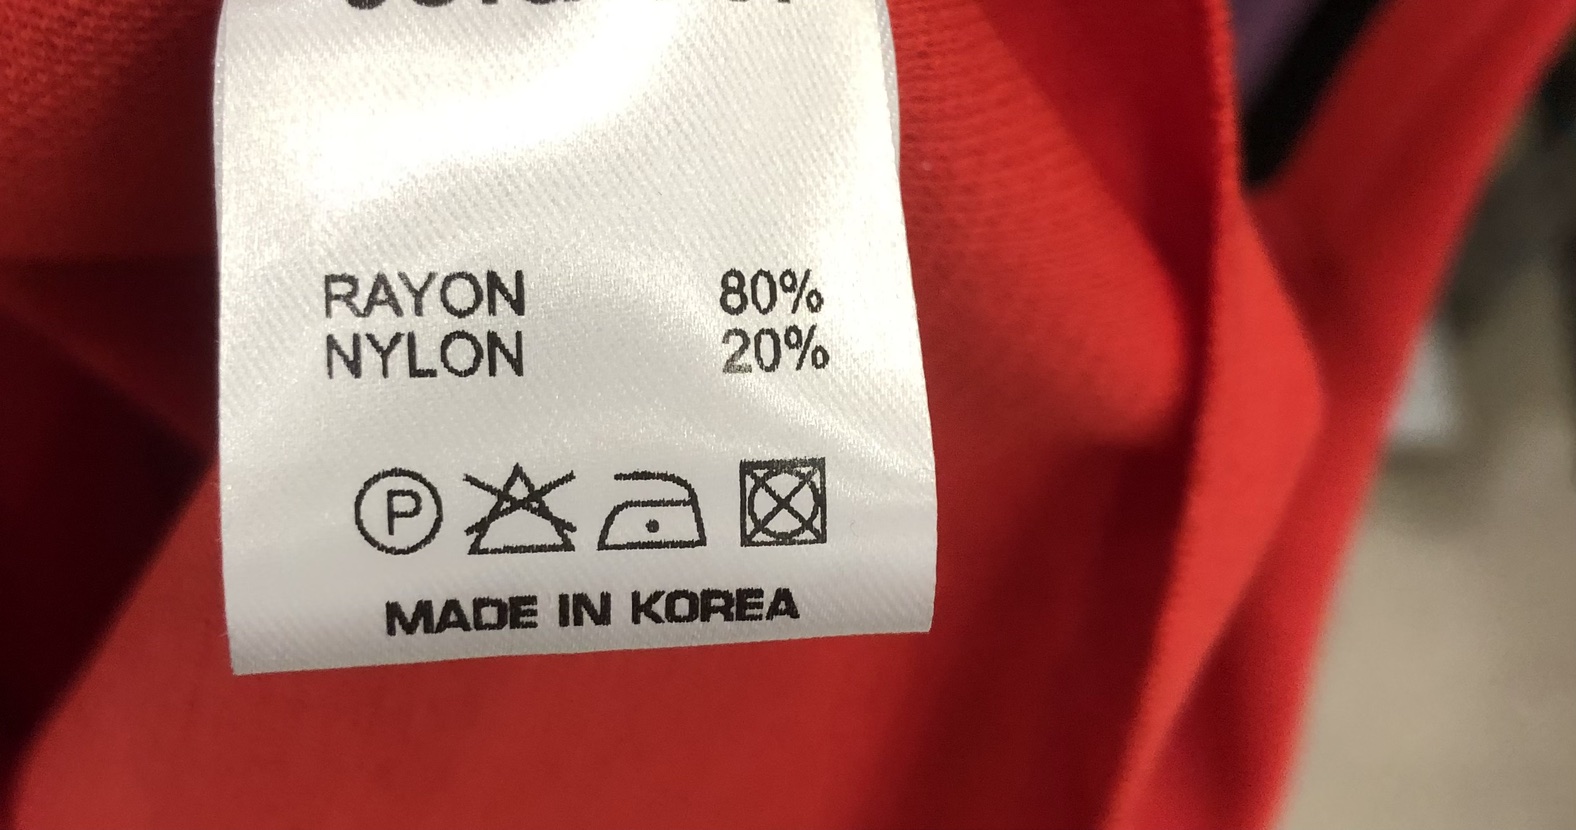 RAYON 80%
NYLON 20%
P
MADE IN KOREA